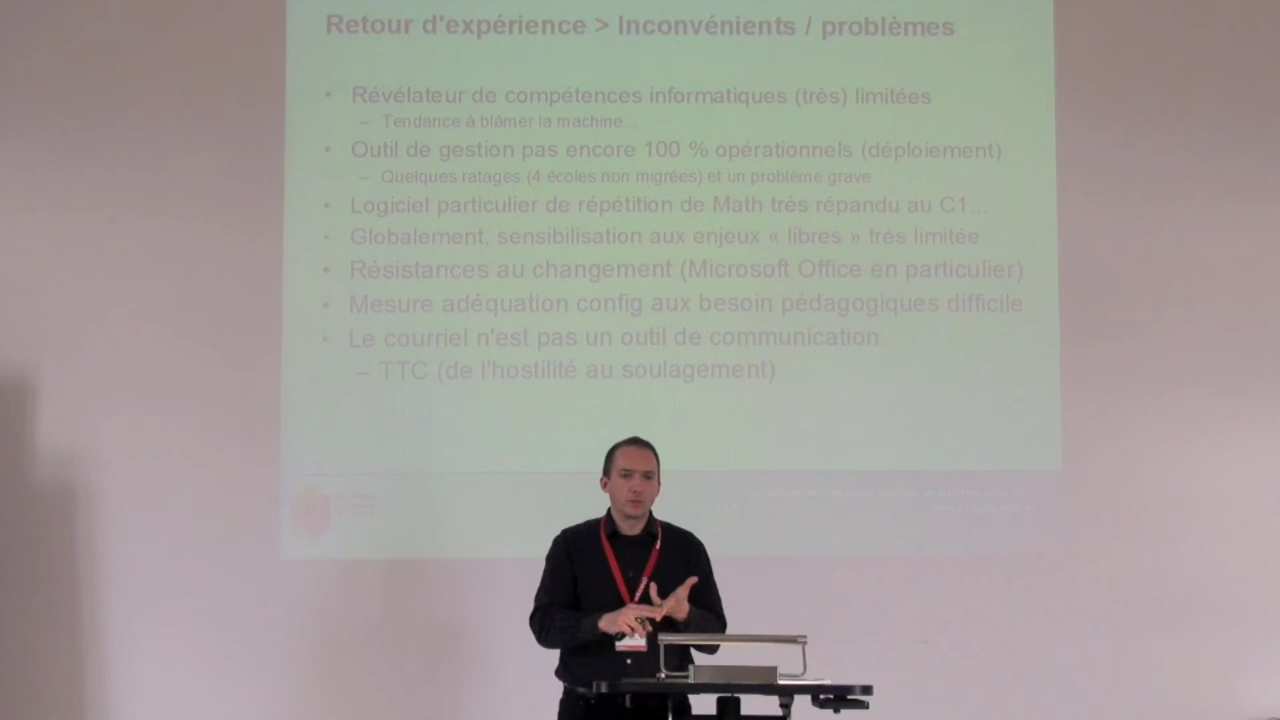 Retour d'expérience > Inconvénients / problèmes
• Révélateur de compétences informatiques (très) limitées
– Tendance à blâmer la machine...
• Outil de gestion pas encore 100 % opérationnels (déploiement)
– Quelques ratages (4 écoles non migrées) et un problème grave
• Logiciel particulier de répétition de Math très répandu au C1...
• Globalement, sensibilisation aux enjeux « libres » très limitée
• Résistances au changement (Microsoft Office en particulier)
• Mesure adéquation config aux besoin pédagogiques difficile
• Le courriel n'est pas un outil de communication
– TTC (de l'hostilité au soulagement)